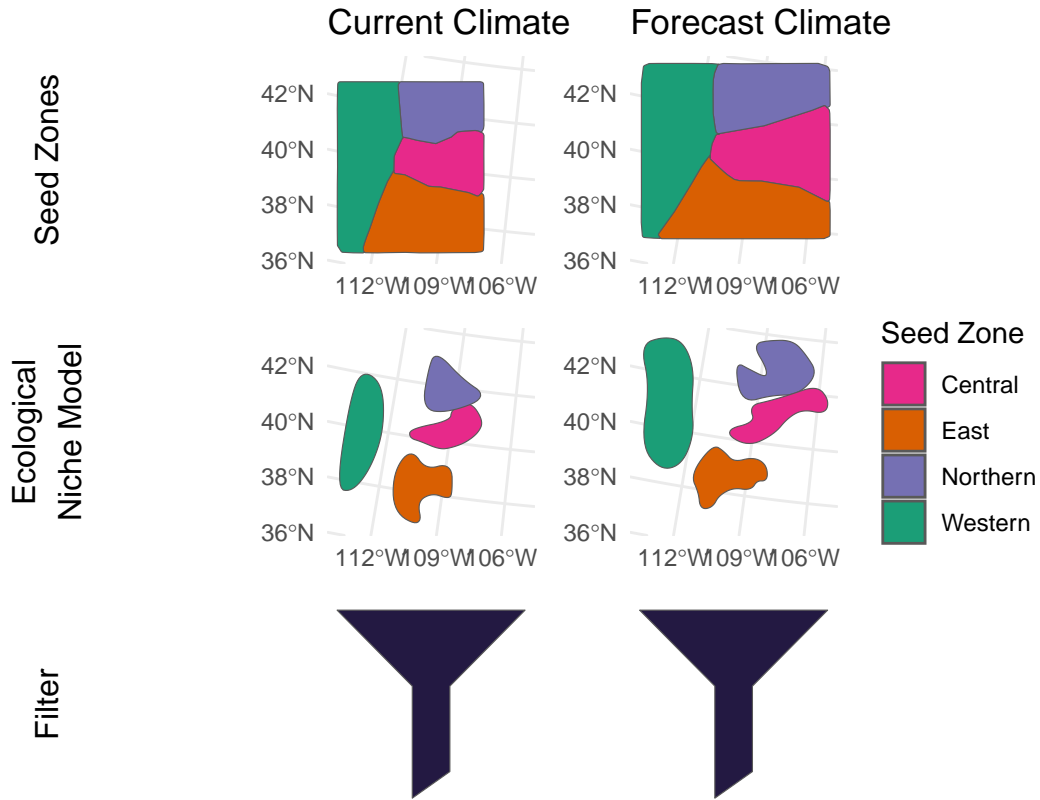 Current Climate
Forecast Climate
Seed Zones
42°N
40°N
38°N
36°N
112°W
109°W
106°W
42°N
40°N
38°N
36°N
112°W
109°W
106°W
Ecological
Niche Model
42°N
40°N
38°N
36°N
112°W
109°W
106°W
42°N
40°N
38°N
36°N
112°W
109°W
106°W
Seed Zone
Central
East
Northern
Western
Filter